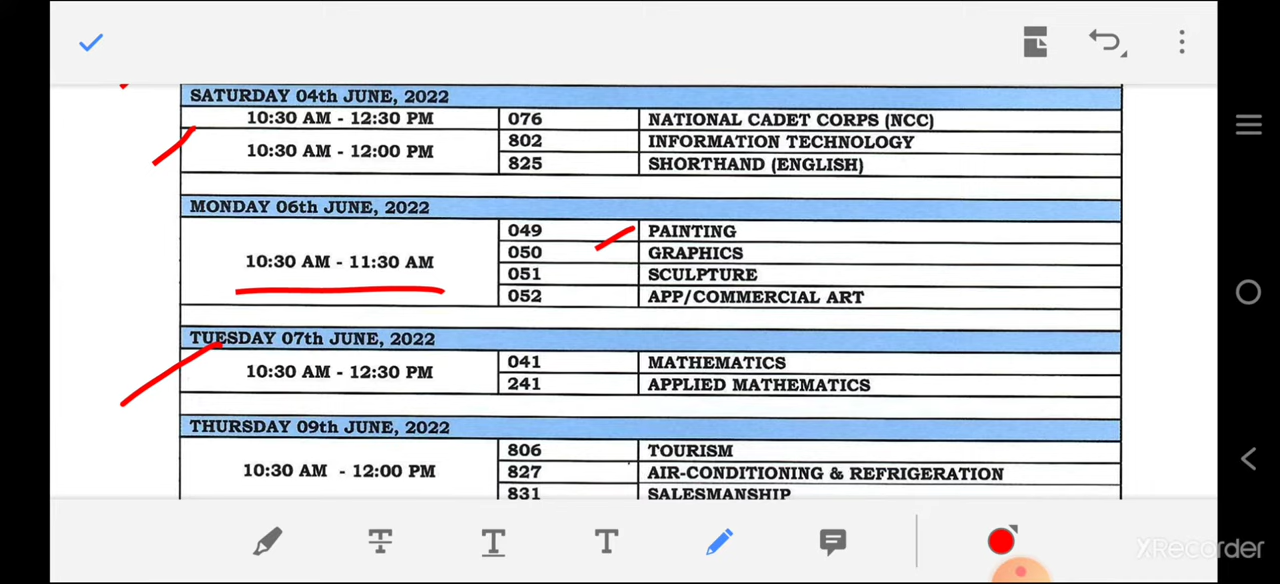 SATURDAY 04th JUNE, 2022
10:30 AM - 12:30 PM 076 NATIONAL CADET CORPS (NCC)
10:30 AM - 12:00 PM 802 INFORMATION TECHNOLOGY
825 SHORTHAND (ENGLISH)
MONDAY 06th JUNE, 2022
10:30 AM - 11:30 AM 049 PAINTING
050 GRAPHICS
051 SCULPTURE
052 APP/COMMERCIAL ART
TUESDAY 07th JUNE, 2022
10:30 AM - 12:30 PM 041 MATHEMATICS
241 APPLIED MATHEMATICS
THURSDAY 09th JUNE, 2022
10:30 AM - 12:00 PM 806 TOURISM
827 AIR-CONDITIONING & REFRIGERATION
831 SALESMANSHIP
T T T
XRecorder